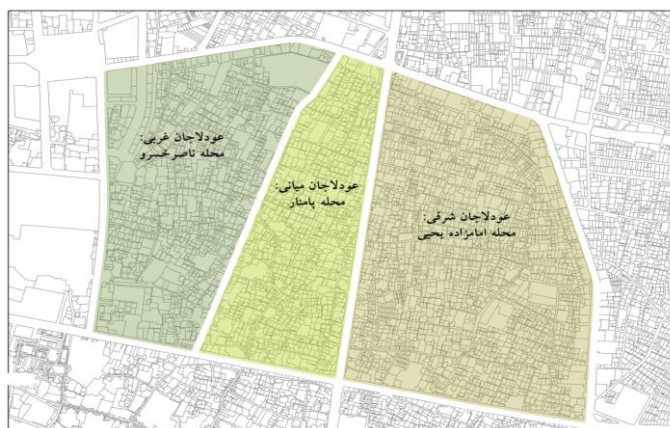 عودلاجان غربی:
محله ناصرخسرو
عودلاجان میانی:
محله پامنار
عودلاجان شرقی:
محله امامزاده یحیی